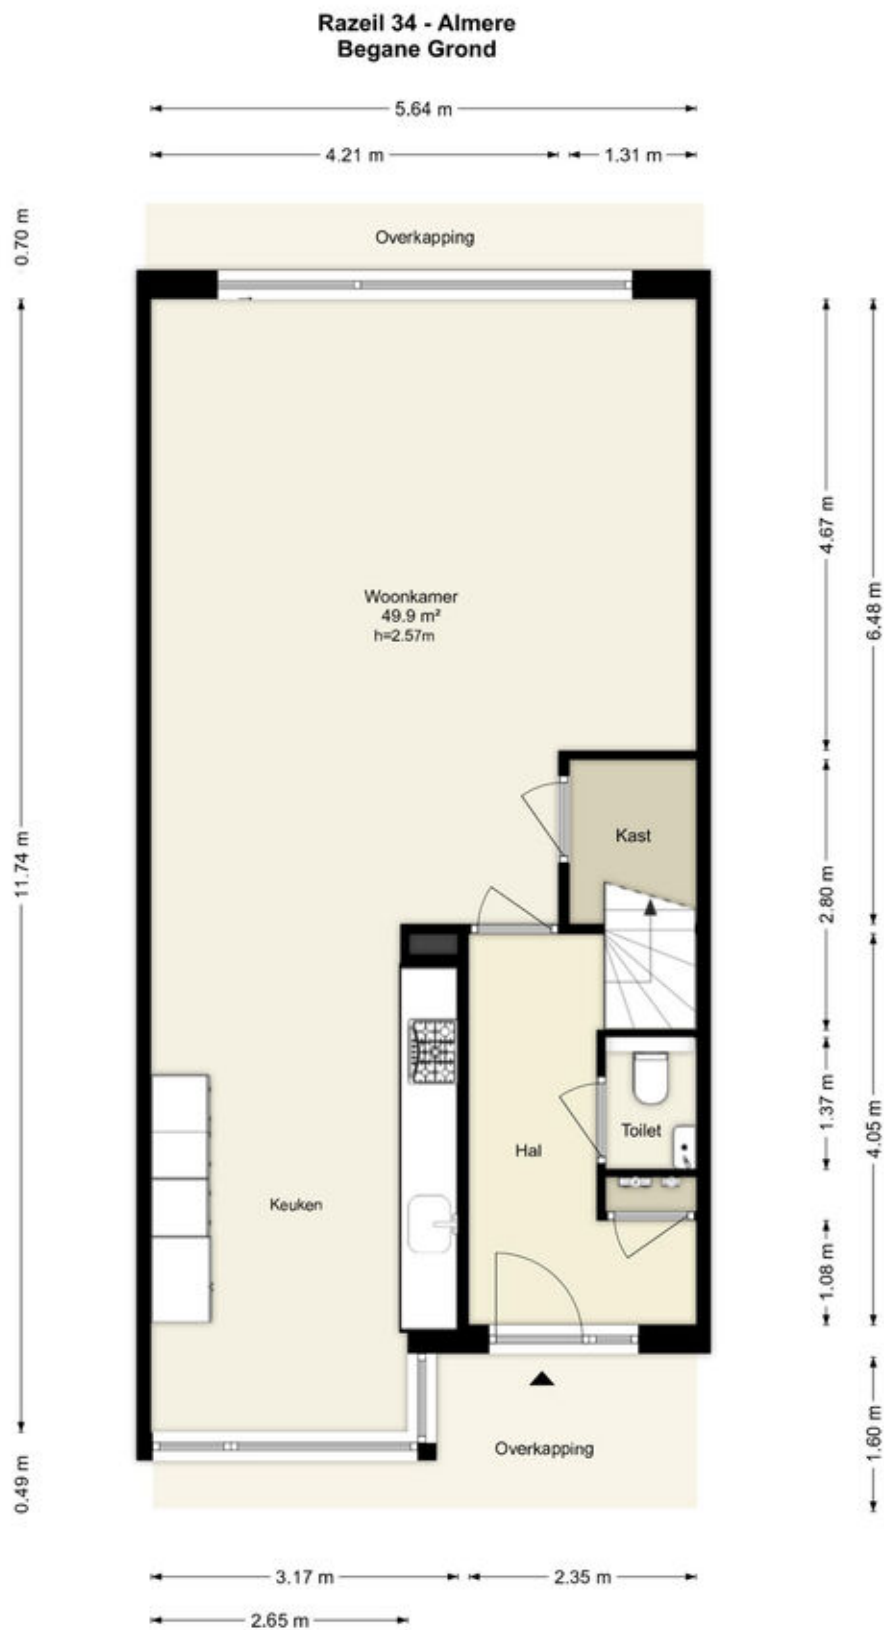 Razeil 34 - Almere
Begane Grond
5.64 m
4.21 m
1.31 m
0.70 m
Overkapping
4.67 m
6.48 m
Woonkamer
49.9 m²
h=2.57m
11.74 m
Kast
2.80 m
1.37 m
4.05 m
Toilet
Hal
Keuken
1.08 m
1.60 m
Overkapping
0.49 m
3.17 m
2.35 m
2.65 m